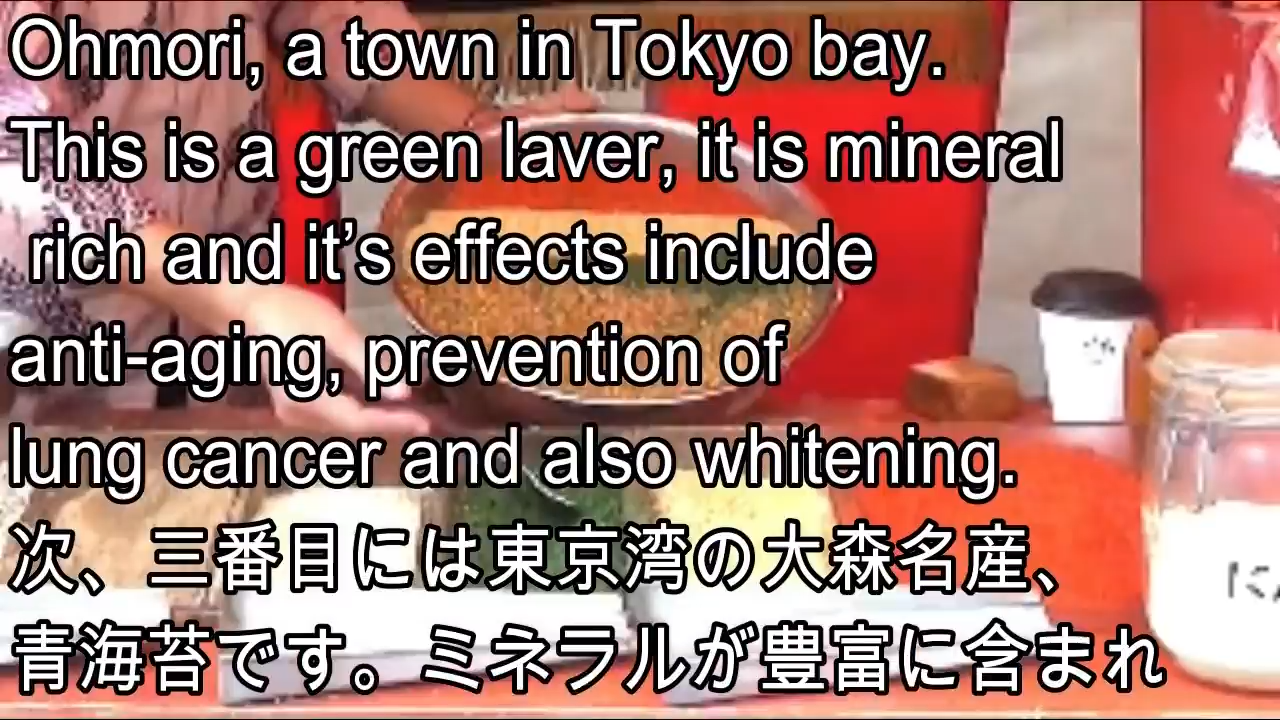 Ohmori, a town in Tokyo bay.
This is a green laver, it is mineral
rich and it’s effects include
anti-aging, prevention of
lung cancer and also whitening.
次、三番目には東京湾の大森名産、
青海苔です。ミネラルが豊富に含まれ